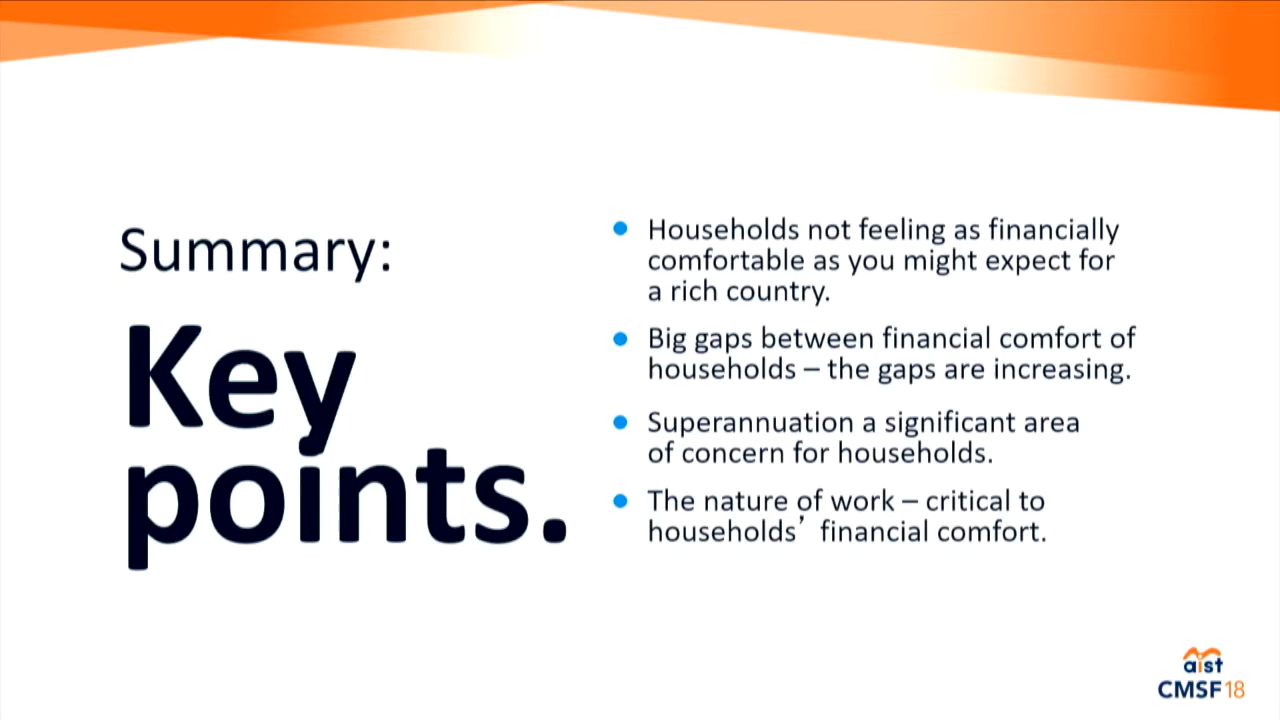 Summary:
Key
points.
Households not feeling as financially
comfortable as you might expect for
a rich country.
Big gaps between financial comfort of
households – the gaps are increasing.
Superannuation a significant area
of concern for households.
The nature of work – critical to
households’ financial comfort.
aist
CMSF18